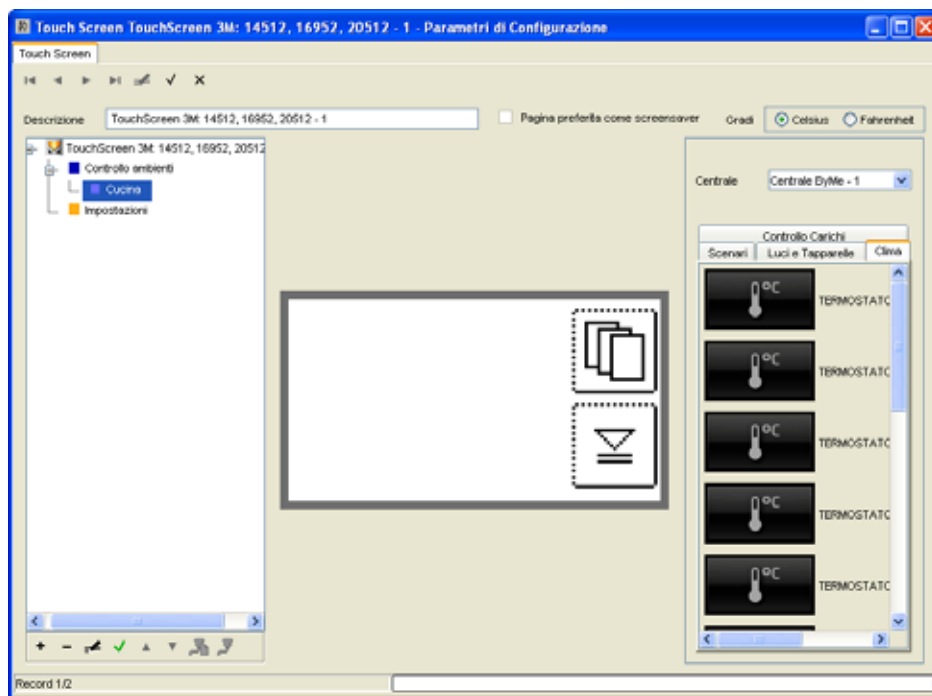 Touch Screen TouchScreen 3M: 14512, 16952, 20512 - 1 - Parametri di Configurazione
Touch Screen
Descrizione
TouchScreen 3M: 14512, 16952, 20512 - 1
Pagina preferita come screensaver
Gradi
Celsius
Fahrenheit
TouchScreen 3M: 14512, 16952, 20512
Controllo ambienti
Cucina
Impostazioni
Centrale
Centrale ByMe - 1
Controllo Carichi
Scenari
Luci e Tapparelle
Clima
°C
TERMOSTATO
°C
TERMOSTATO
°C
TERMOSTATO
°C
TERMOSTATO
°C
TERMOSTATO
Record 1/2